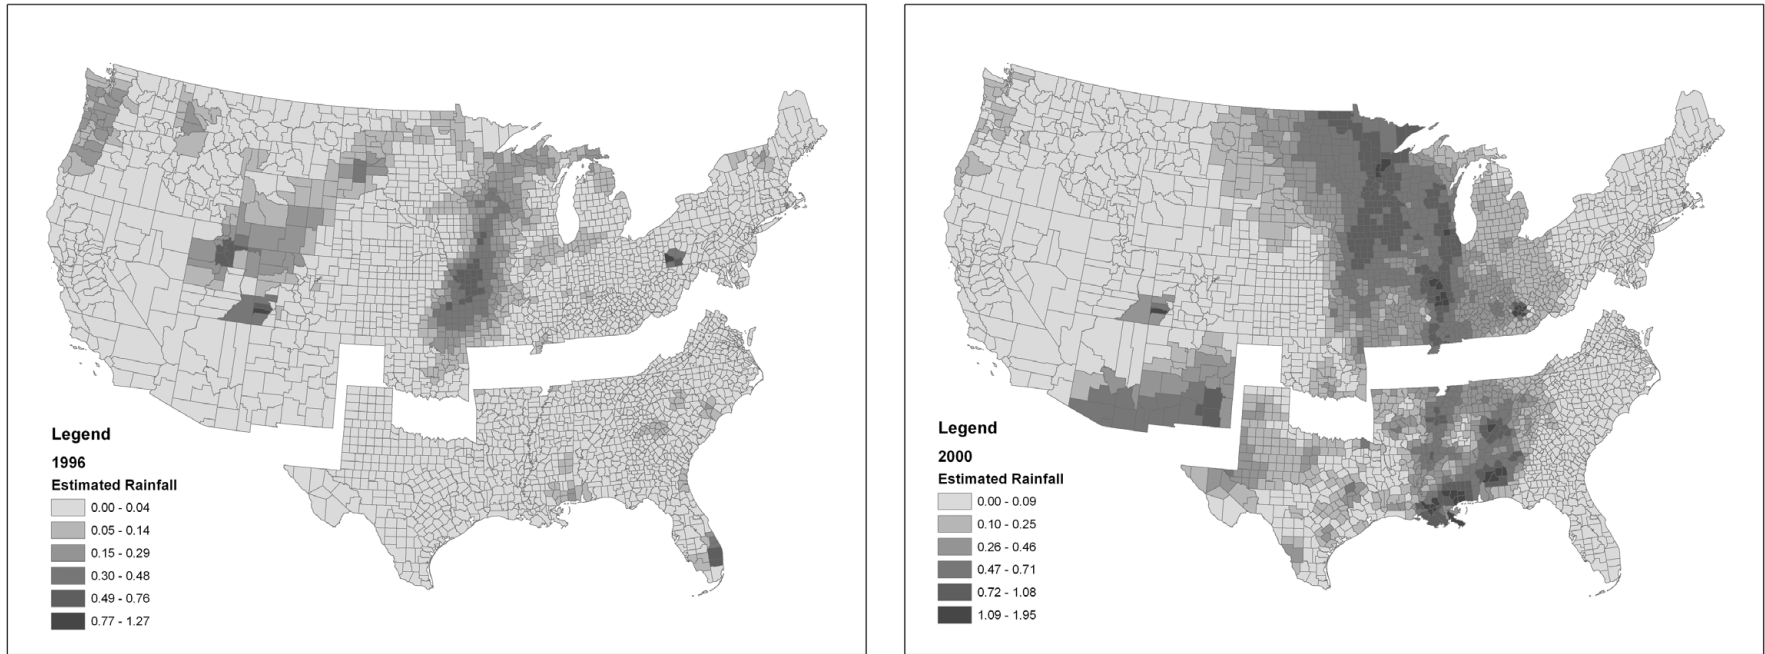 Legend
1996
Estimated Rainfall
0.00 - 0.04
0.05 - 0.14
0.15 - 0.29
0.30 - 0.48
0.49 - 0.76
0.77 - 1.27
Legend
2000
Estimated Rainfall
0.00 - 0.09
0.10 - 0.25
0.26 - 0.46
0.47 - 0.71
0.72 - 1.08
1.09 - 1.95